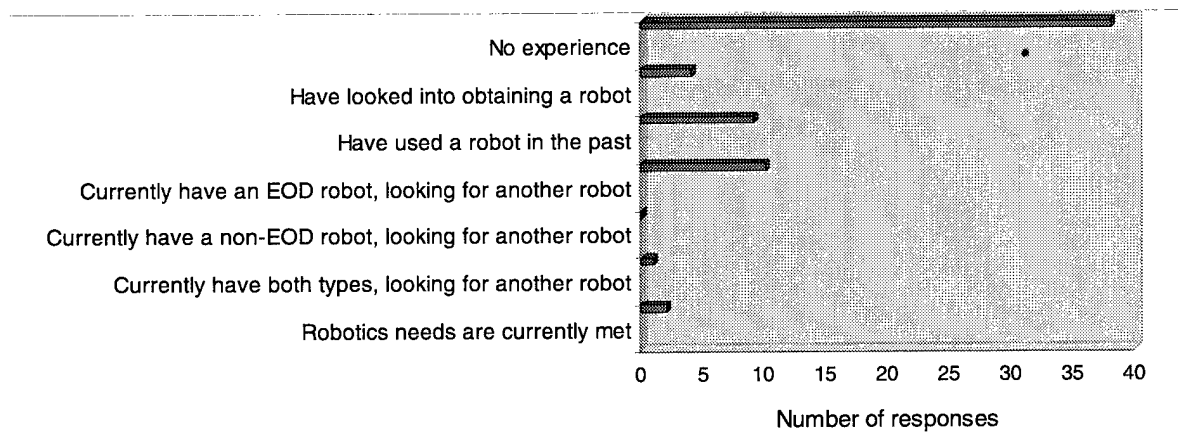 No experience
Have looked into obtaining a robot
Have used a robot in the past
Currently have an EOD robot, looking for another robot
Currently have a non-EOD robot, looking for another robot
Currently have both types, looking for another robot
Robotics needs are currently met
0 5 10 15 20 25 30 35 40
Number of responses